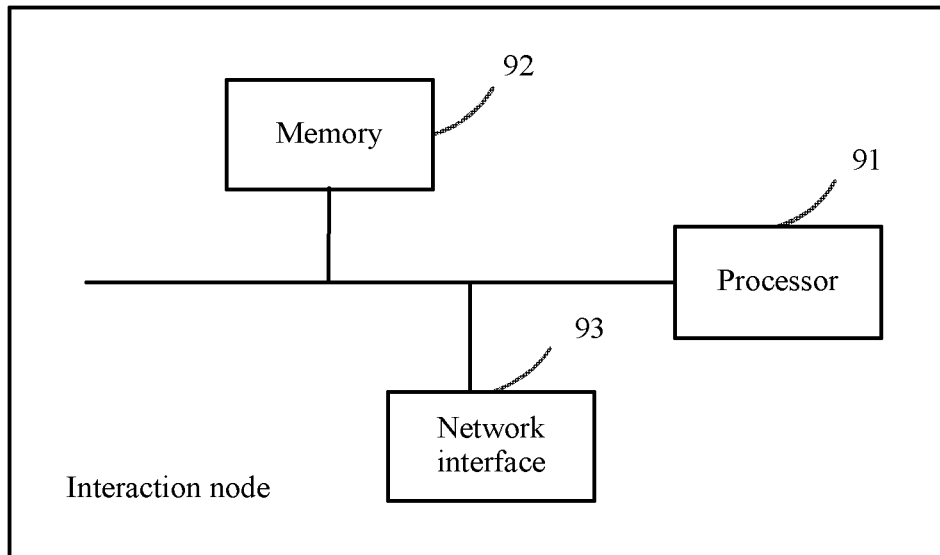 92
Memory
91
Processor
93
Network
interface
Interaction node